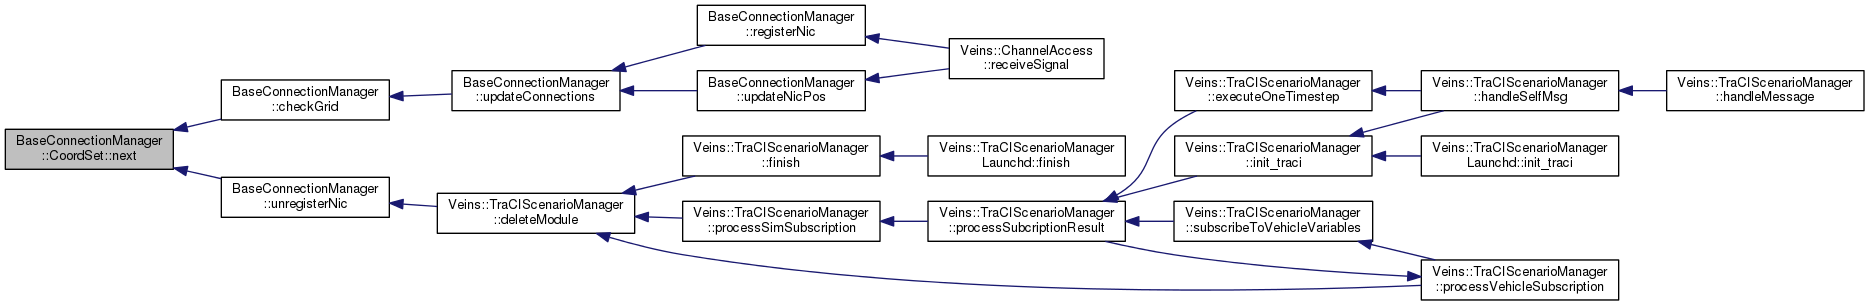 BaseConnectionManager
::CoordSet::next
BaseConnectionManager
::checkGrid
BaseConnectionManager
::unregisterNic
BaseConnectionManager
::updateConnections
Veins::TraCIScenarioManager
::deleteModule
BaseConnectionManager
::registerNic
BaseConnectionManager
::updateNicPos
Veins::TraCIScenarioManager
::finish
Veins::TraCIScenarioManager
::processSimSubscription
Veins::ChannelAccess
::receiveSignal
Veins::TraCIScenarioManager
Launchd::finish
Veins::TraCIScenarioManager
::processSubcriptionResult
Veins::TraCIScenarioManager
::executeOneTimestep
Veins::TraCIScenarioManager
::init_traci
Veins::TraCIScenarioManager
::subscribeToVehicleVariables
Veins::TraCIScenarioManager
::handleSelfMsg
Veins::TraCIScenarioManager
Launchd::init_traci
Veins::TraCIScenarioManager
::processVehicleSubscription
Veins::TraCIScenarioManager
::handleMessage